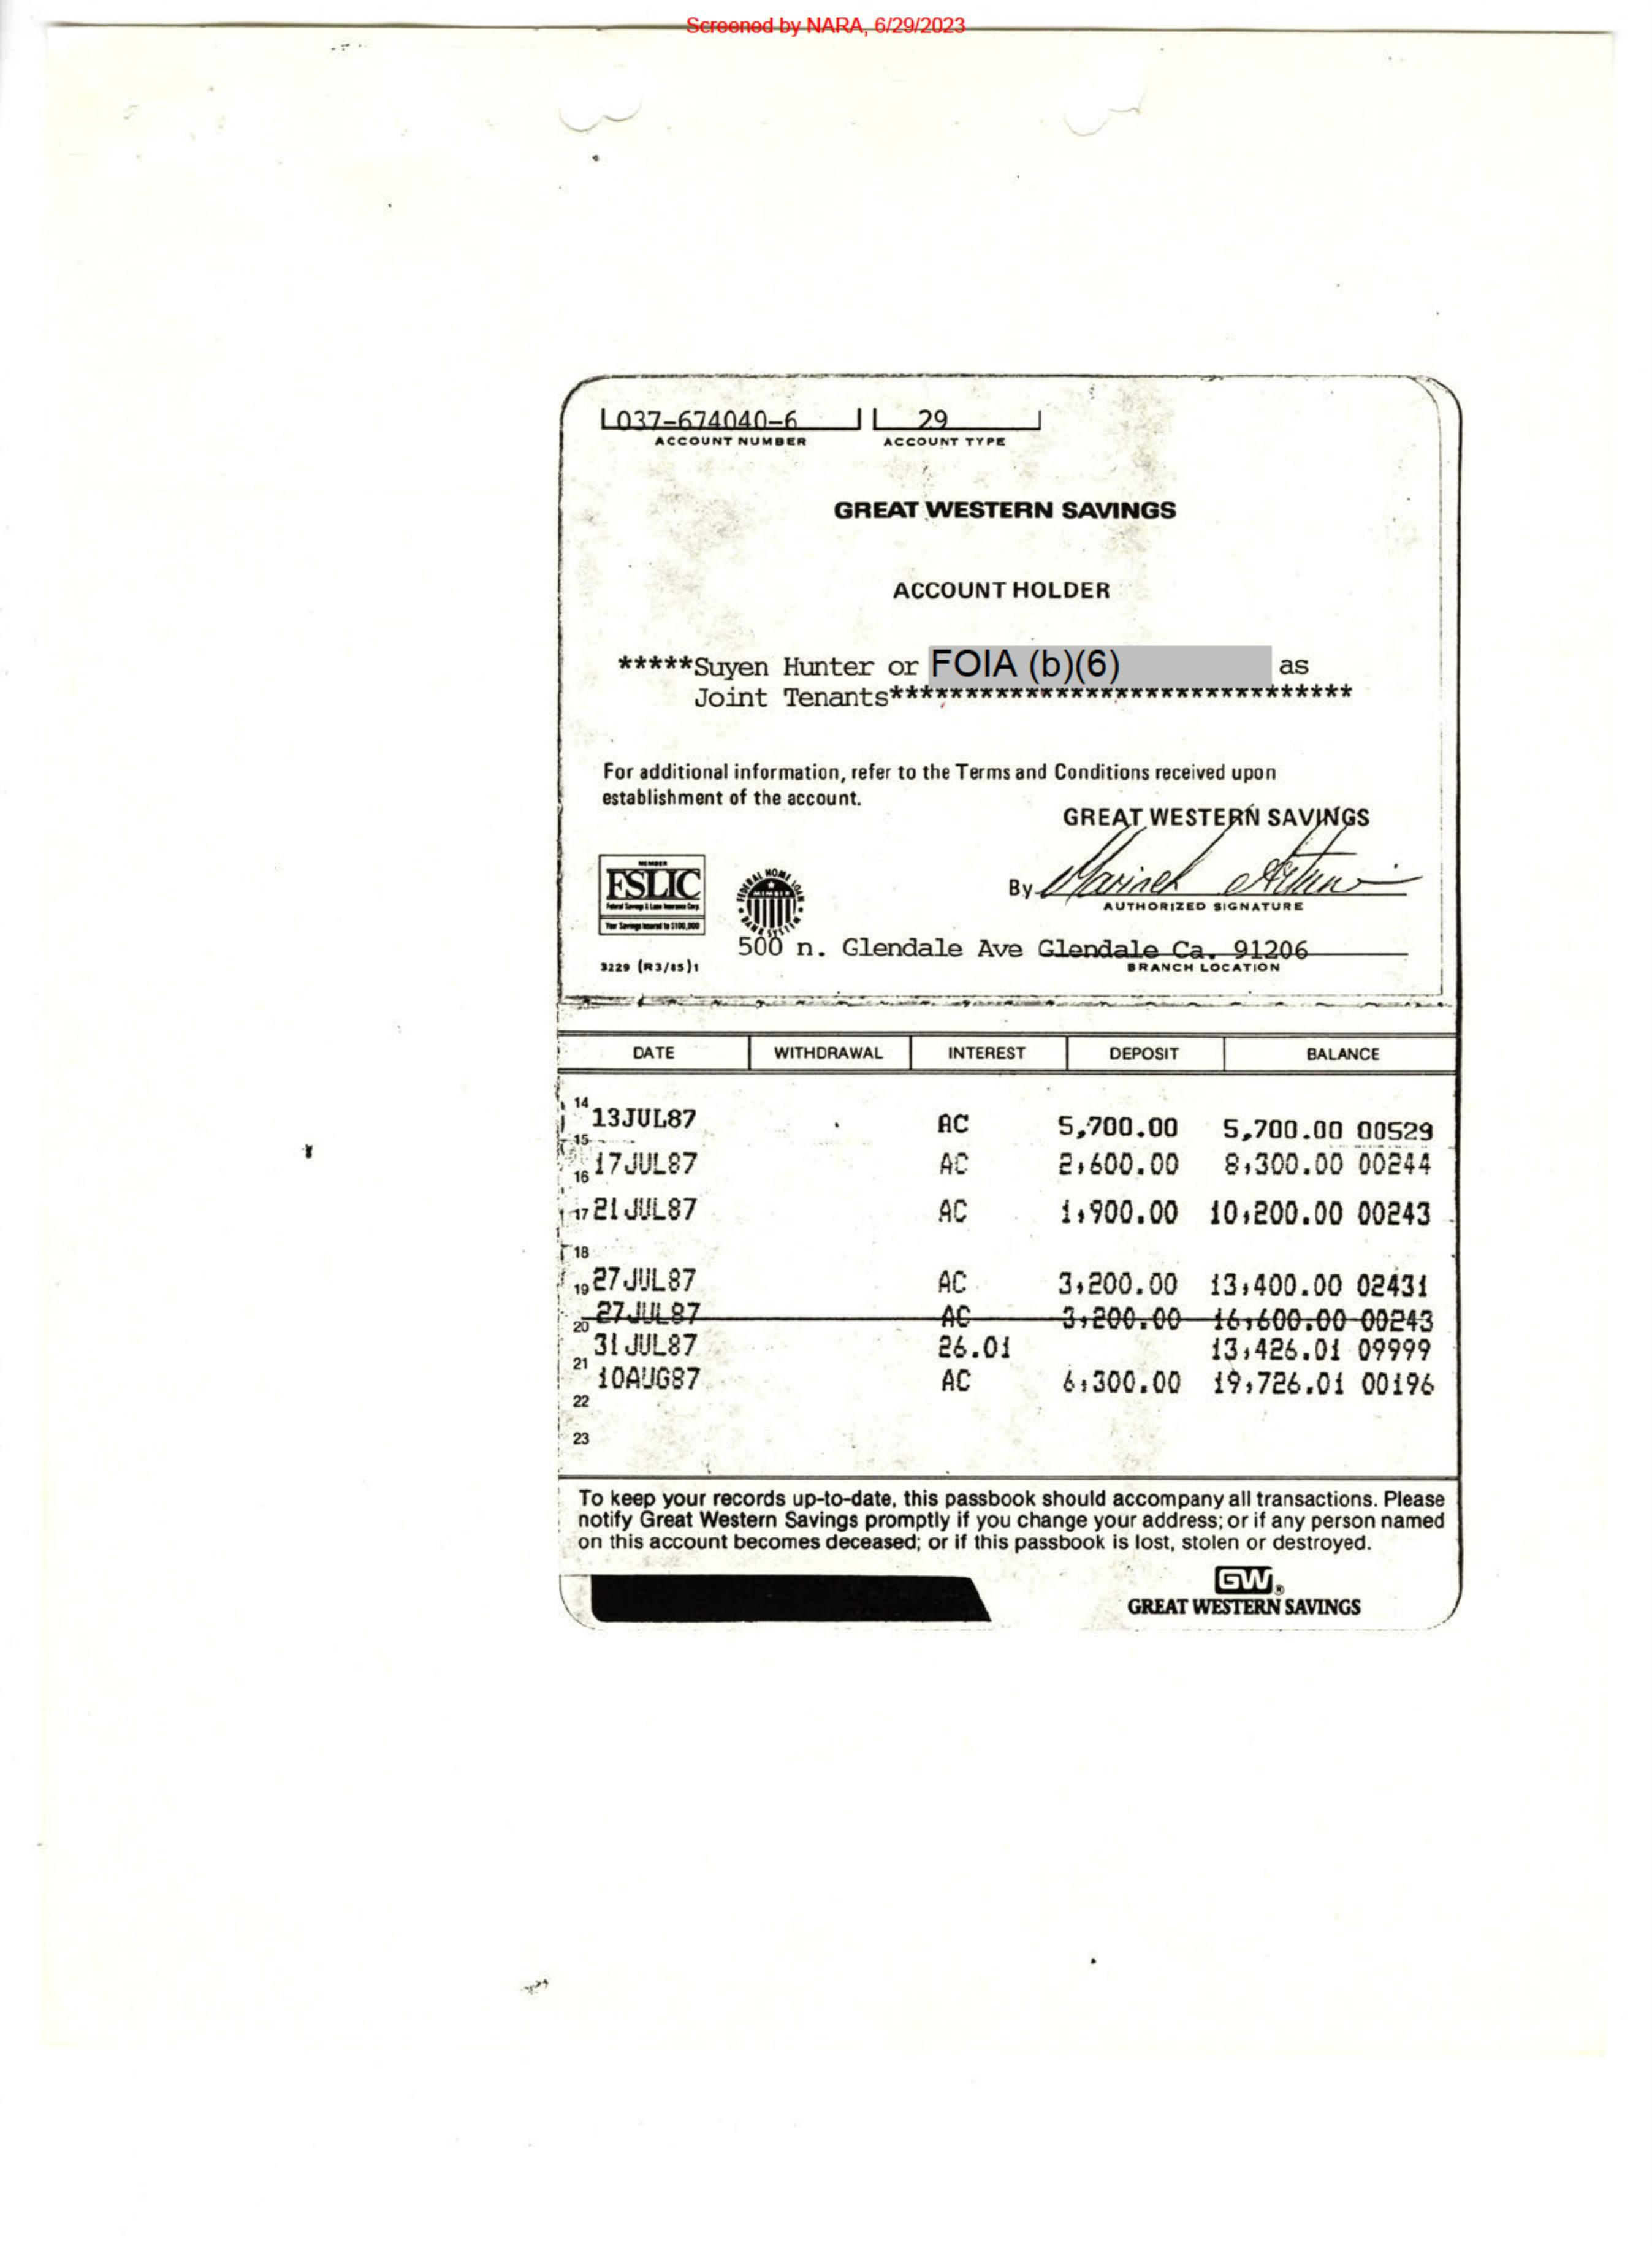 Screened by NARA, 6/29/2023
037-674040-6 29
ACCOUNT NUMBER ACCOUNT TYPE
GREAT WESTERN SAVINGS
ACCOUNT HOLDER
*****Suyen Hunter or FOIA (b)(6) as
Joint Tenants*******************************
For additional information, refer to the Terms and Conditions received upon
establishment of the account.
GREAT WESTERN SAVINGS
MEMBER
FSLIC
Federal Savings & Loan Insurance Corp.
Your Savings Insured to $100,000
FEDERAL HOME LOAN BANK SYSTEM
MEMBER
By
AUTHORIZED SIGNATURE
500 n. Glendale Ave Glendale Ca. 91206
3229 (R3/85)1 BRANCH LOCATION
DATE WITHDRAWAL INTEREST DEPOSIT BALANCE
14 13JUL87 AC 5,700.00 5,700.00 00529
15
16 17JUL87 AC 2,600.00 8,300.00 00244
17 21JUL87 AC 1,900.00 10,200.00 00243
18
19 27JUL87 AC 3,200.00 13,400.00 02431
20 27JUL87 AC 3,200.00 16,600.00 00243
31JUL87 26.01 13,426.01 09999
21 10AUG87 AC 6,300.00 19,726.01 00196
22
23
To keep your records up-to-date, this passbook should accompany all transactions. Please
notify Great Western Savings promptly if you change your address; or if any person named
on this account becomes deceased; or if this passbook is lost, stolen or destroyed.
GW®
GREAT WESTERN SAVINGS